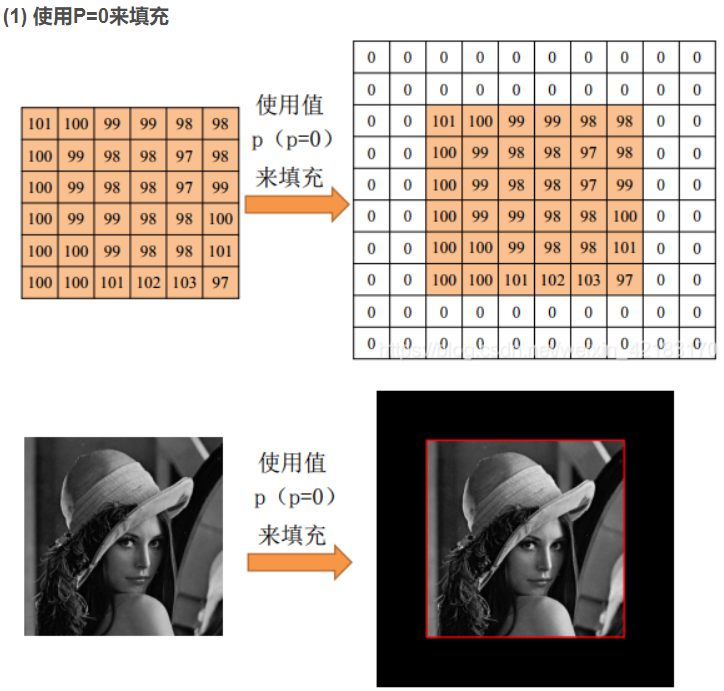 (1) 使用P=0来填充
101 100 99 99 98 98
100 99 98 98 97 98
100 99 98 98 97 99
100 99 99 98 98 100
100 100 99 98 98 101
100 100 101 102 103 97
使用值
p（p=0）
来填充
0 0 0 0 0 0 0 0 0 0
0 0 0 0 0 0 0 0 0 0
0 0 101 100 99 99 98 98 0 0
0 0 100 99 98 98 97 98 0 0
0 0 100 99 98 98 97 99 0 0
0 0 100 99 99 98 98 100 0 0
0 0 100 100 99 98 98 101 0 0
0 0 100 100 101 102 103 97 0 0
0 0 0 0 0 0 0 0 0 0
0 0 0 0 0 0 0 0 0 0
https://blog.csdn.net/weixin_42183170
使用值
p（p=0）
来填充